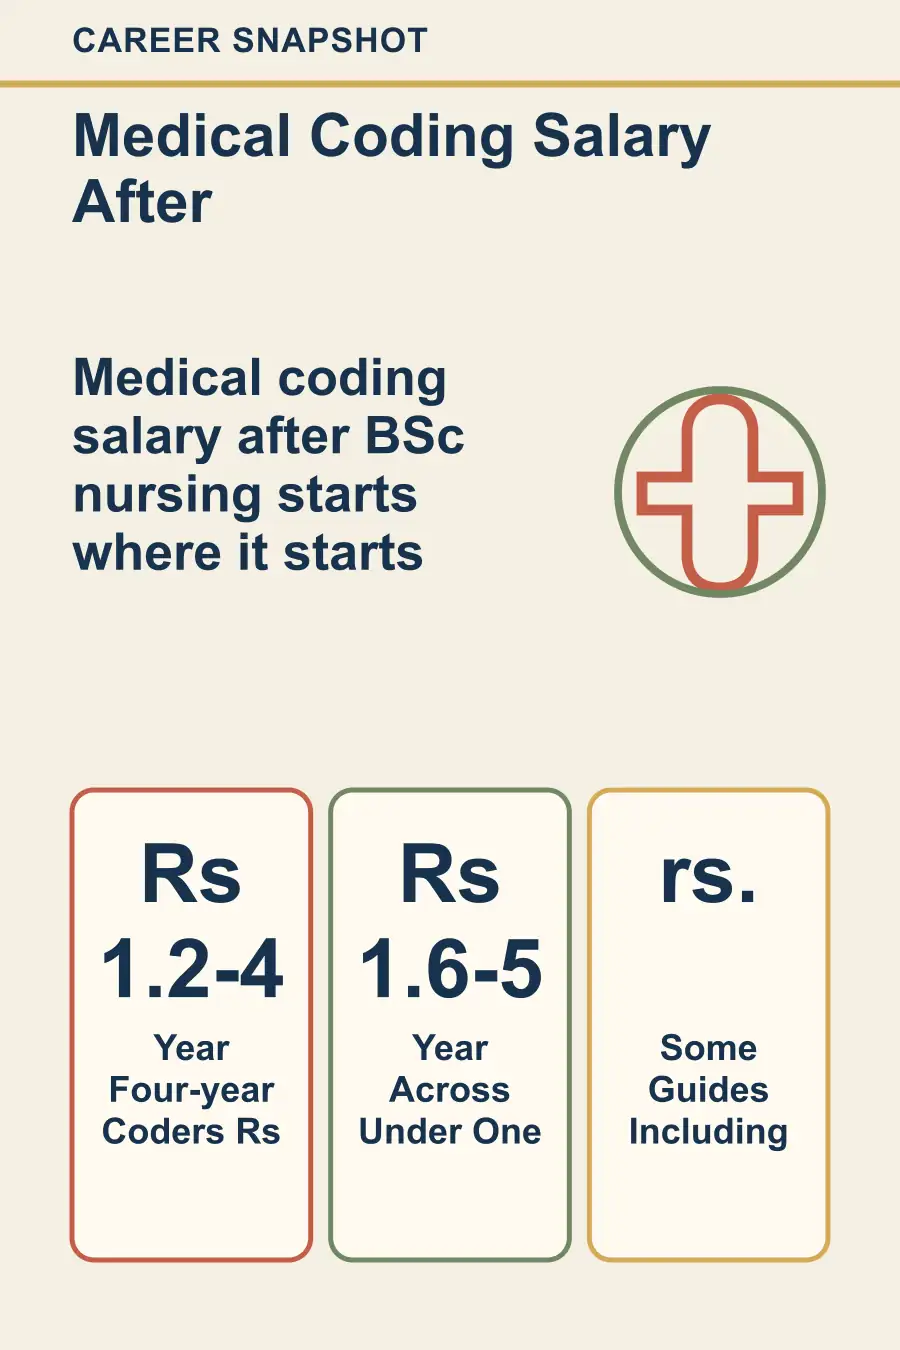 CAREER SNAPSHOT
Medical Coding Salary
After
Medical coding
salary after BSc
nursing starts
where it starts
Rs
1.2-4
Year
Four-year
Coders Rs
Rs
1.6-5
Year
Across
Under One
rs.
Some
Guides
Including